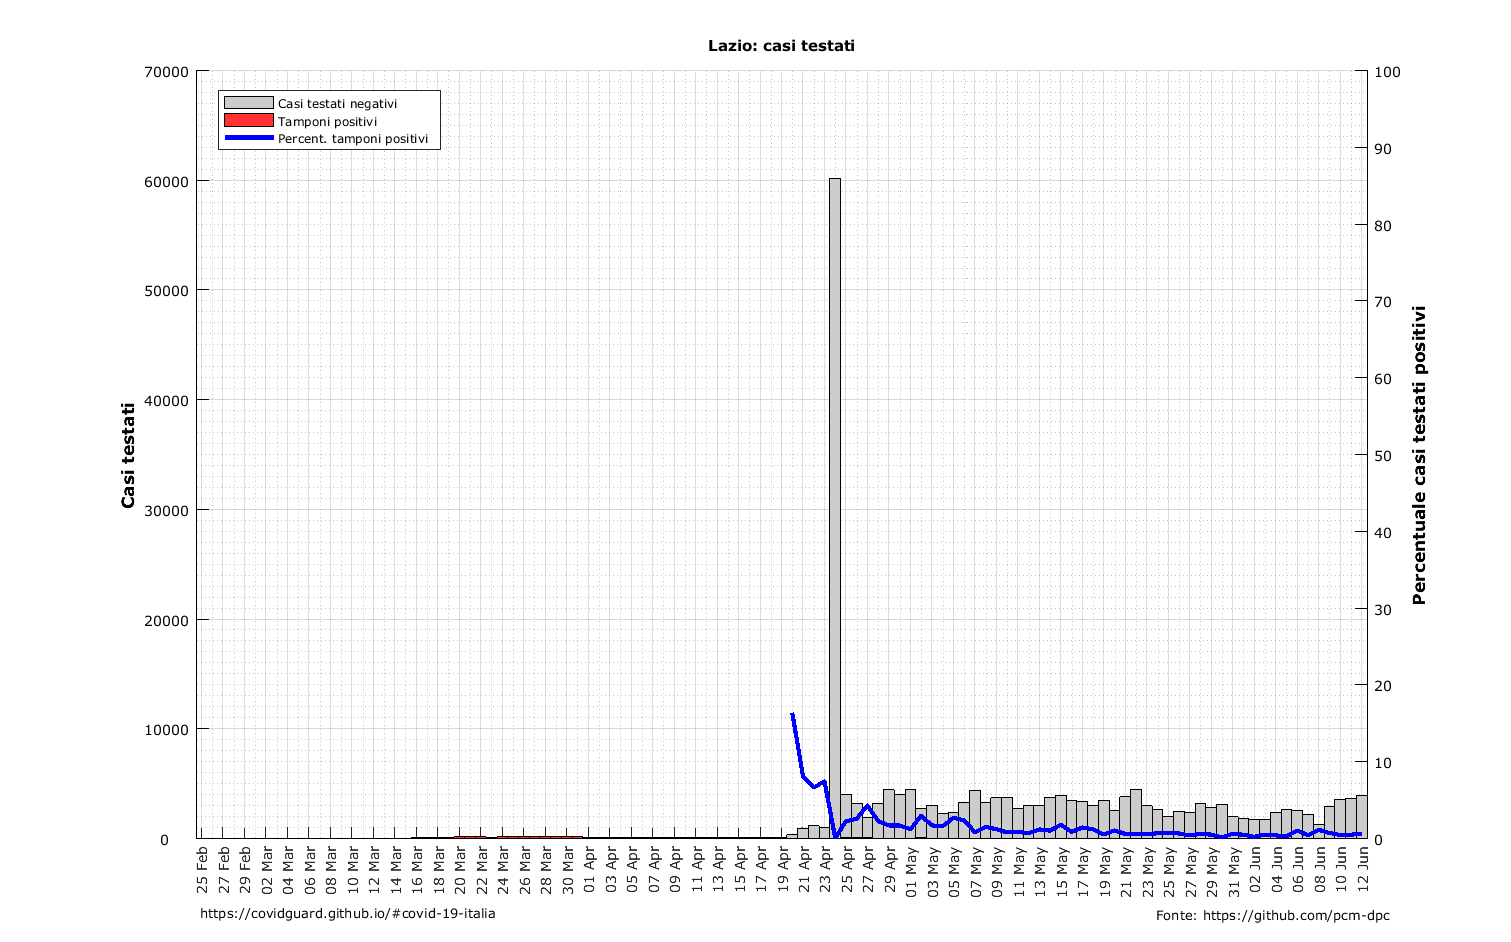 Lazio: casi testati
70000
60000
50000
40000
30000
20000
10000
0
Casi testati
Casi testati negativi
Tamponi positivi
Percent. tamponi positivi
100
90
80
70
60
50
40
30
20
10
0
Percentuale casi testati positivi
25 Feb
27 Feb
29 Feb
02 Mar
04 Mar
06 Mar
08 Mar
10 Mar
12 Mar
14 Mar
16 Mar
18 Mar
20 Mar
22 Mar
24 Mar
26 Mar
28 Mar
30 Mar
01 Apr
03 Apr
05 Apr
07 Apr
09 Apr
11 Apr
13 Apr
15 Apr
17 Apr
19 Apr
21 Apr
23 Apr
25 Apr
27 Apr
29 Apr
01 May
03 May
05 May
07 May
09 May
11 May
13 May
15 May
17 May
19 May
21 May
23 May
25 May
27 May
29 May
31 May
02 Jun
04 Jun
06 Jun
08 Jun
10 Jun
12 Jun
https://covidguard.github.io/#covid-19-italia
Fonte: https://github.com/pcm-dpc